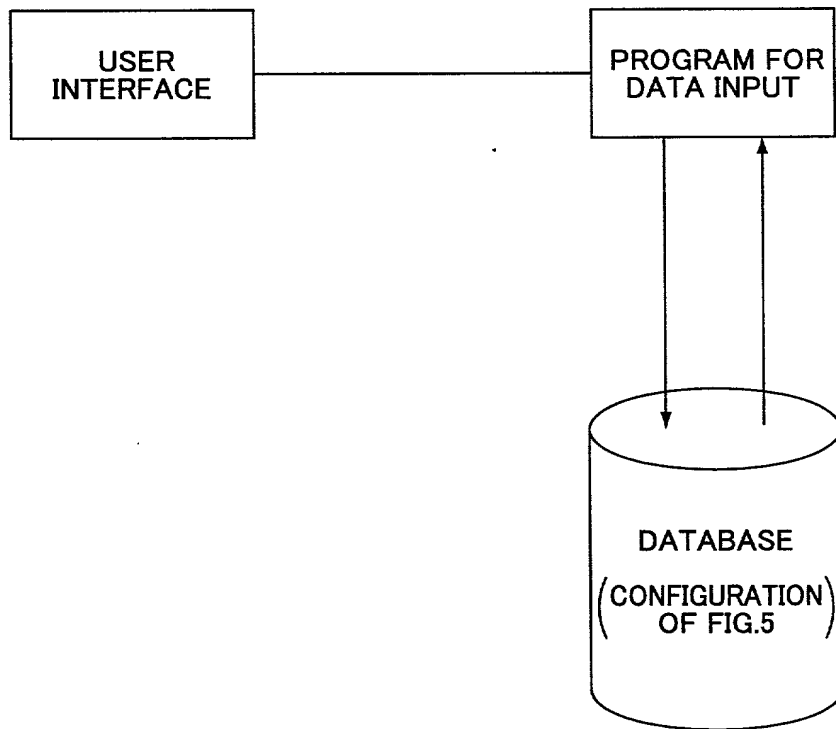 USER
INTERFACE
PROGRAM FOR
DATA INPUT
DATABASE
(CONFIGURATION
OF FIG.5)